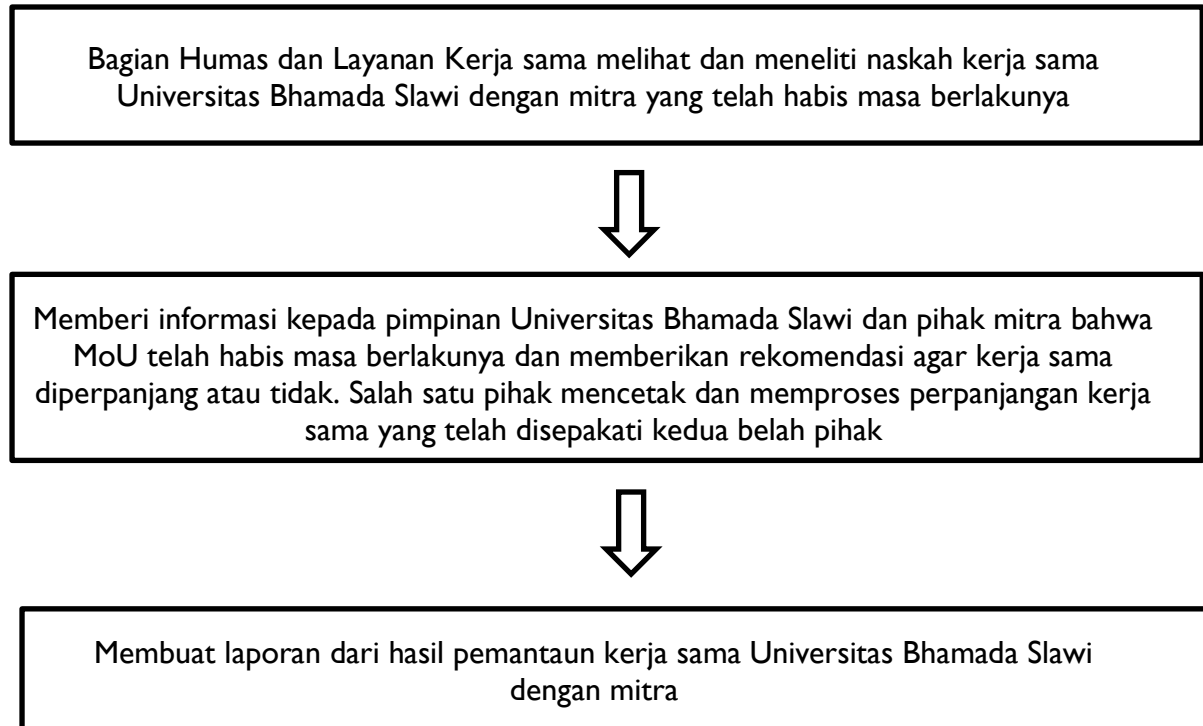 Bagian Humas dan Layanan Kerja sama melihat dan meneliti naskah kerja sama
Universitas Bhamada Slawi dengan mitra yang telah habis masa berlakunya
Memberi informasi kepada pimpinan Universitas Bhamada Slawi dan pihak mitra bahwa
MoU telah habis masa berlakunya dan memberikan rekomendasi agar kerja sama
diperpanjang atau tidak. Salah satu pihak mencetak dan memproses perpanjangan kerja
sama yang telah disepakati kedua belah pihak
Membuat laporan dari hasil pemantaun kerja sama Universitas Bhamada Slawi
dengan mitra